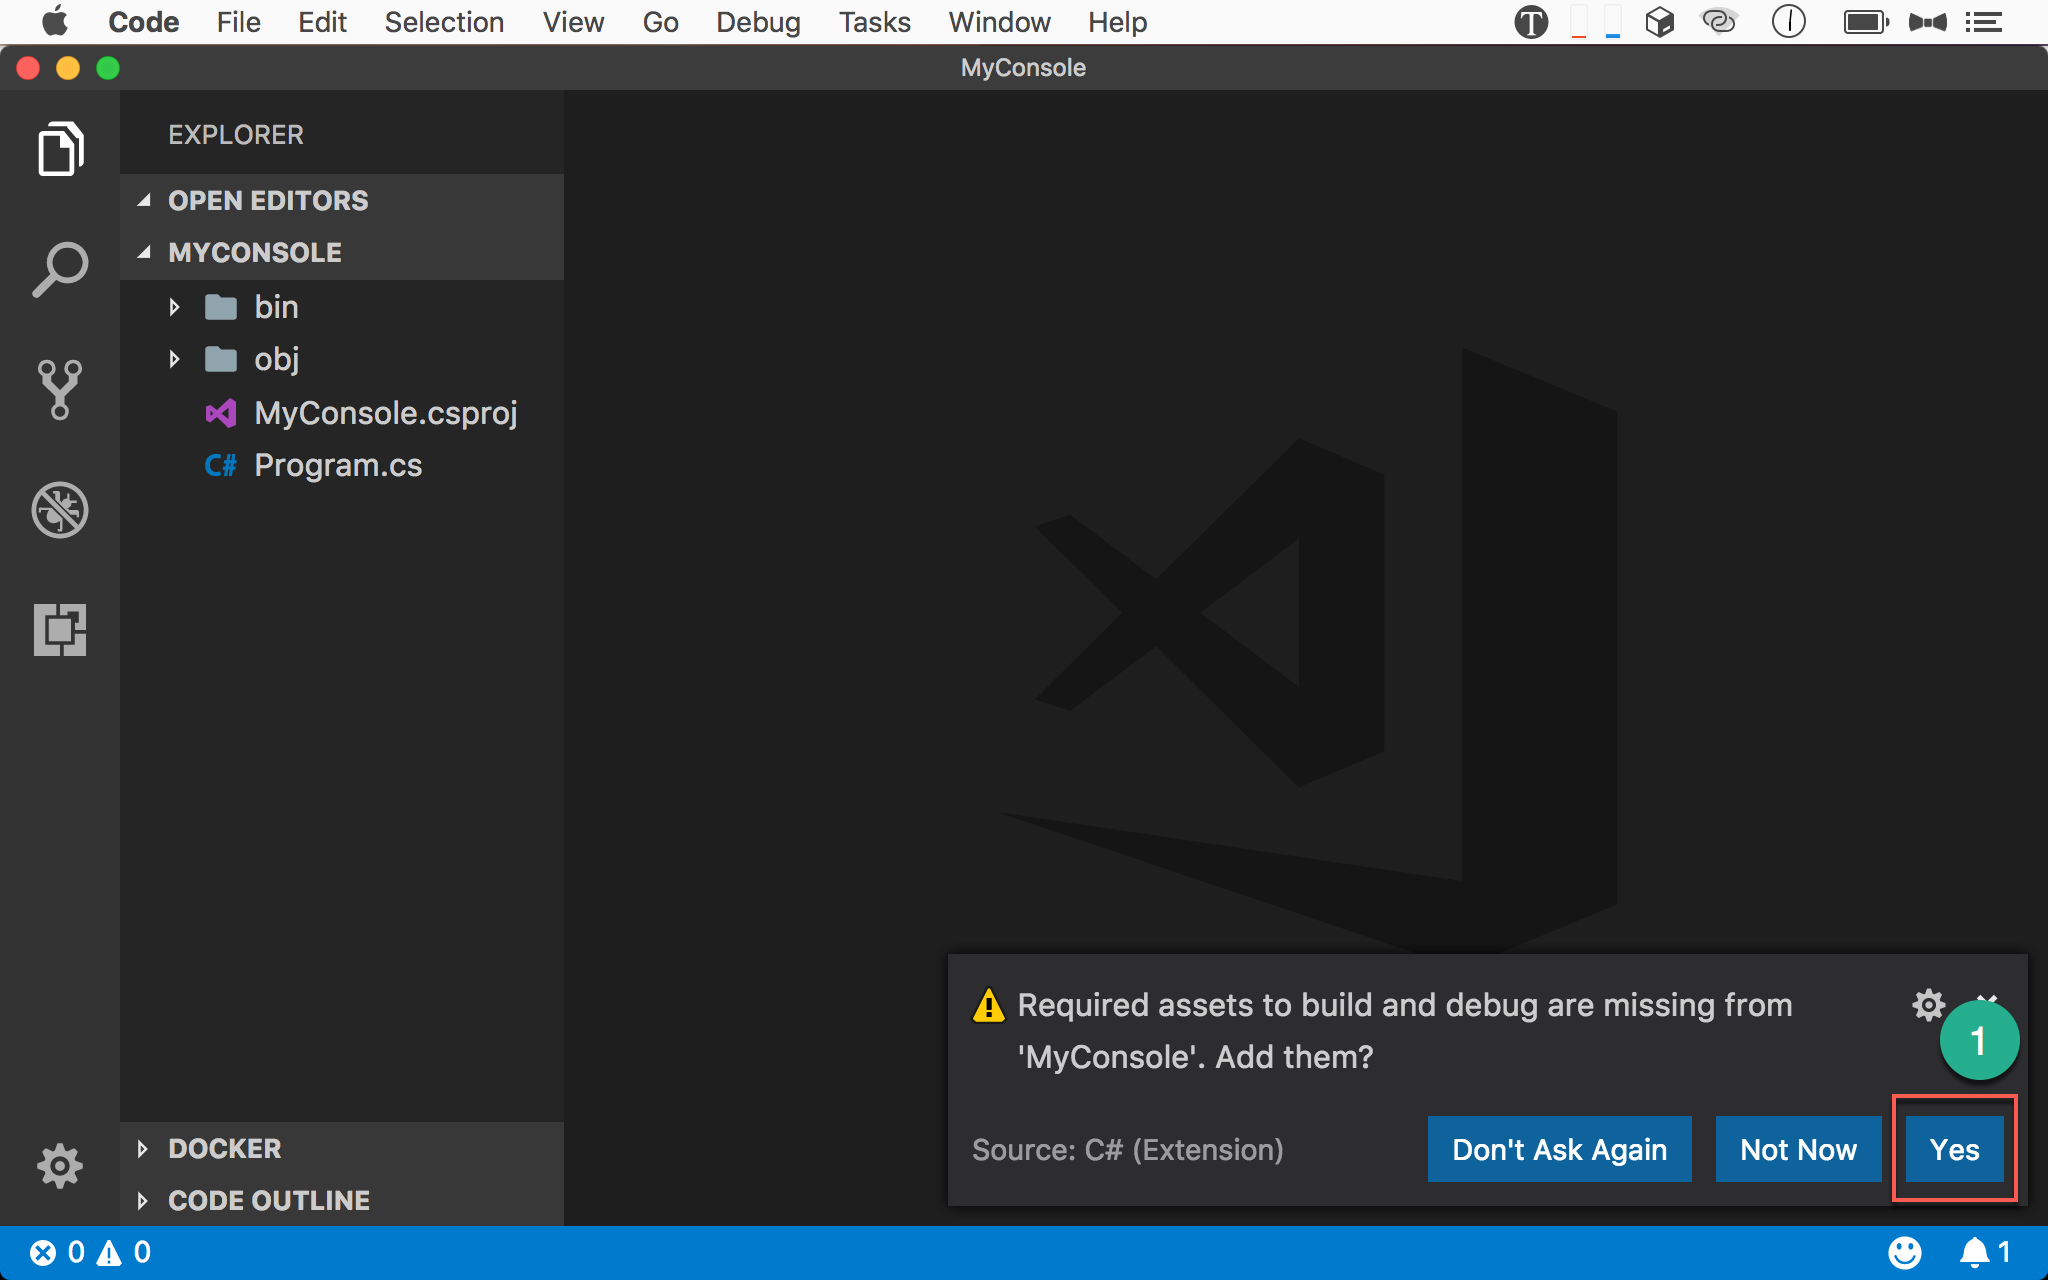 Code File Edit Selection View Go Debug Tasks Window Help
MyConsole
EXPLORER
OPEN EDITORS
MYCONSOLE
bin
obj
MyConsole.csproj
C# Program.cs
Required assets to build and debug are missing from
'MyConsole'. Add them?
1
Source: C# (Extension)
Don't Ask Again
Not Now
Yes
DOCKER
CODE OUTLINE
0 0
1